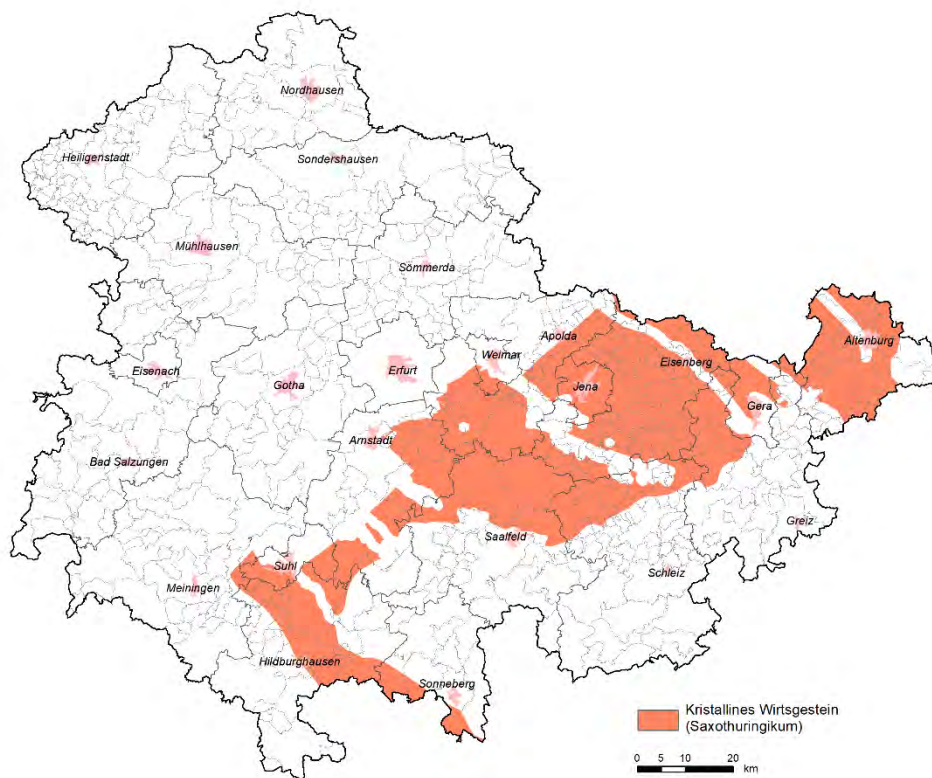 Nordhausen
Heiligenstadt
Sondershausen
Mühlhausen
Sömmerda
Apolda
Altenburg
Weimar
Eisenberg
Eisenach
Erfurt
Gotha
Jena
Gera
Arnstadt
Bad Salzungen
Greiz
Saalfeld
Suhl
Schleiz
Meiningen
Hildburghausen
Sonneberg
Kristallines Wirtsgestein
(Saxothuringikum)
0 5 10 20
km